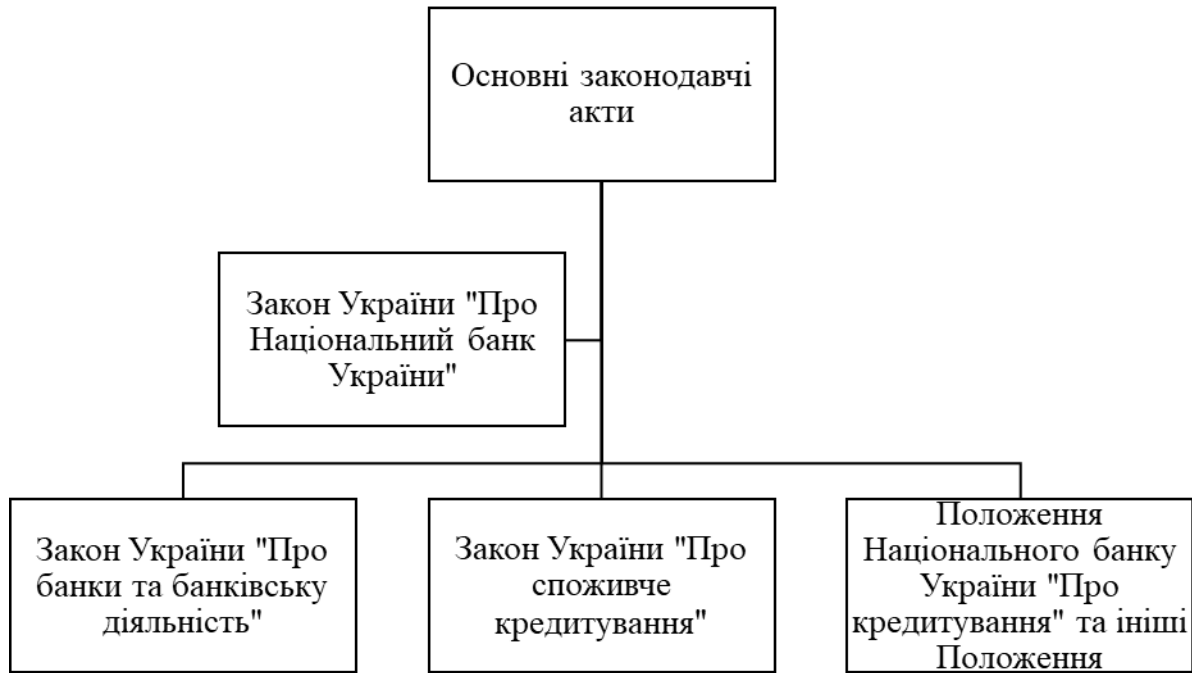 Основні законодавчі
акти
Закон України "Про
Національний банк
України"
Закон України "Про
банки та банківську
діяльність"
Закон України "Про
споживче
кредитування"
Положення
Національного банку
України "Про
кредитування" та ініші
Положення